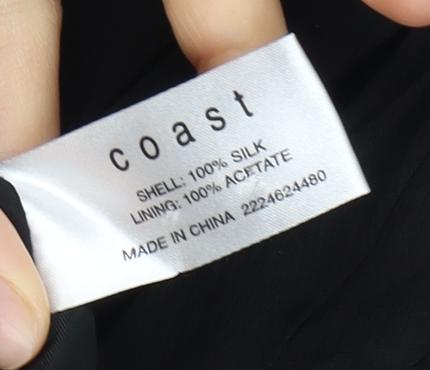 coast
SHELL: 100% SILK
LINING: 100% ACETATE
MADE IN CHINA 2224624480